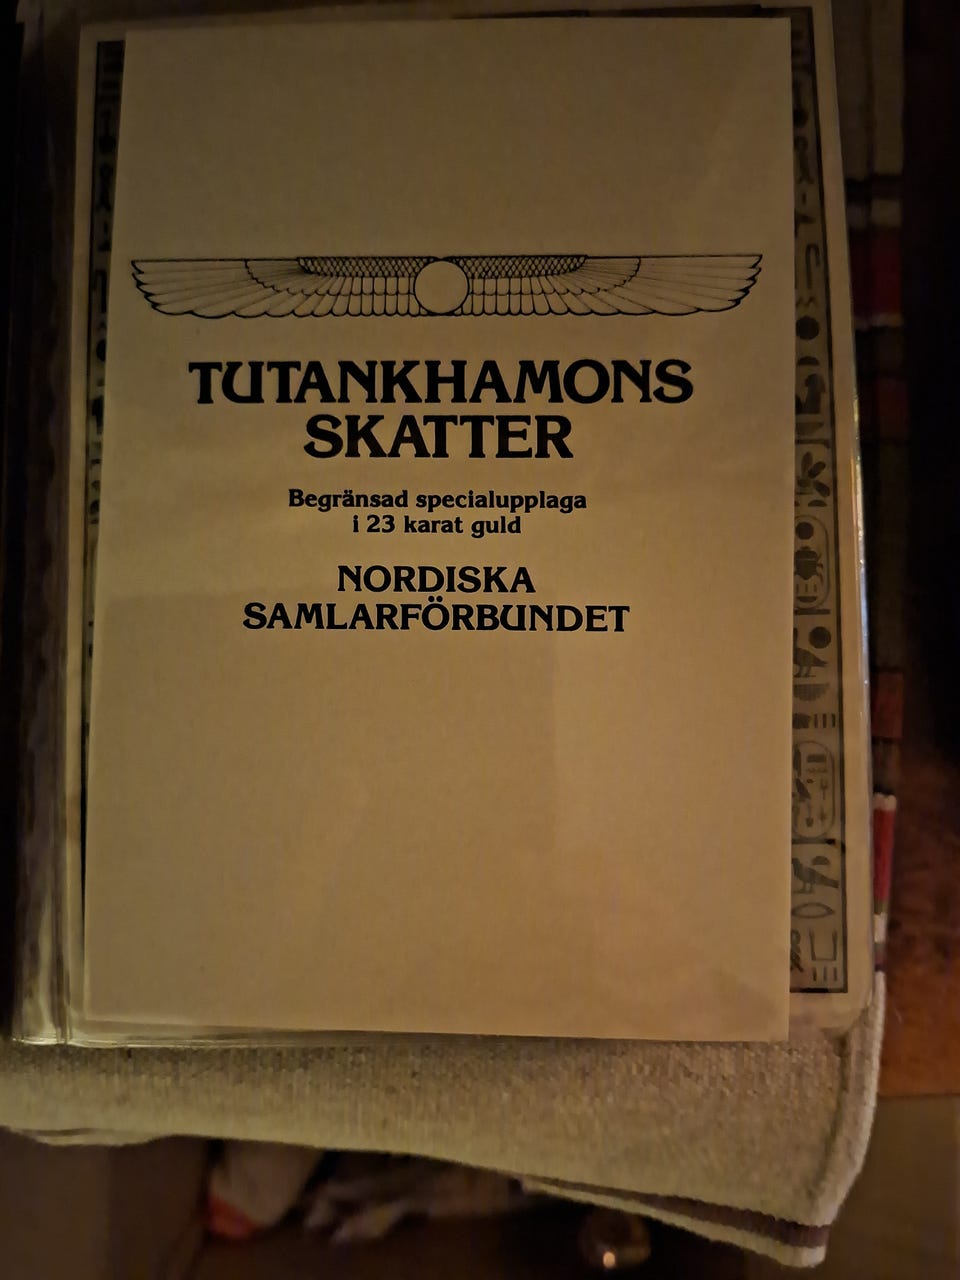 TUTANKHAMONS
SKATTER
Begränsad specialupplaga
i 23 karat guld
NORDISKA
SAMLARFÖRBUNDET